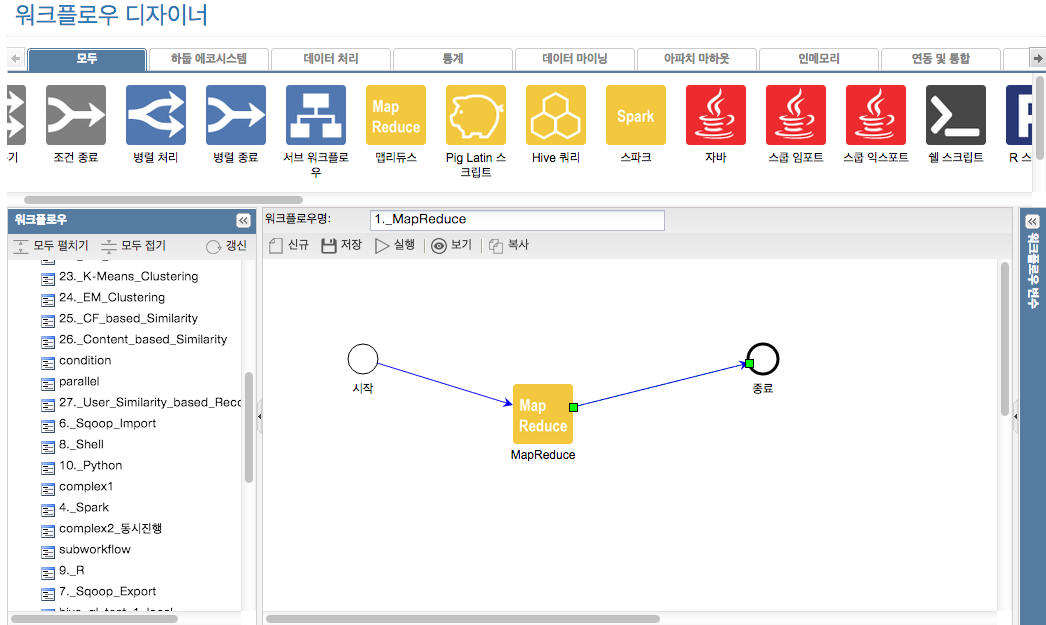 워크플로우 디자이너
모두
하둡 에코시스템
데이터 처리
통계
데이터 마이닝
아파치 마하웃
인메모리
연동 및 통합
기
조건 종료
병렬 처리
병렬 종료
서브 워크플로
우
Map
Reduce
맵리듀스
Pig Latin 스
크립트
Hive 쿼리
Spark
스파크
자바
스쿱 임포트
스쿱 익스포트
쉘 스크립트
R 스
워크플로우
모두 펼치기
모두 접기
갱신
23._K-Means_Clustering
24._EM_Clustering
25._CF_based_Similarity
26._Content_based_Similarity
condition
parallel
27._User_Similarity_based_Reco
6._Sqoop_Import
8._Shell
10._Python
complex1
4._Spark
complex2_동시진행
subworkflow
9._R
7._Sqoop_Export
워크플로우명:
1._MapReduce
신규
저장
실행
보기
복사
시작
Map
Reduce
MapReduce
종료
워크플로우 변수